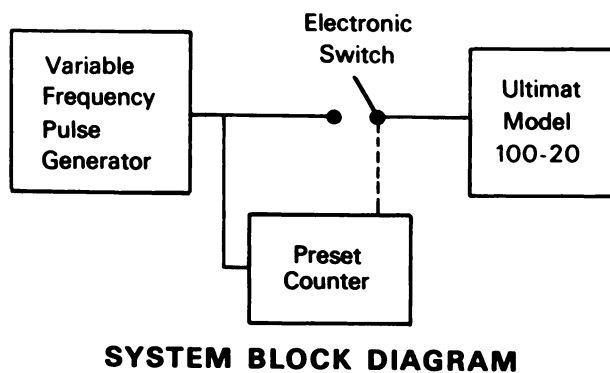 Electronic
Switch
Variable
Frequency
Pulse
Generator
Ultimat
Model
100-20
Preset
Counter
SYSTEM BLOCK DIAGRAM